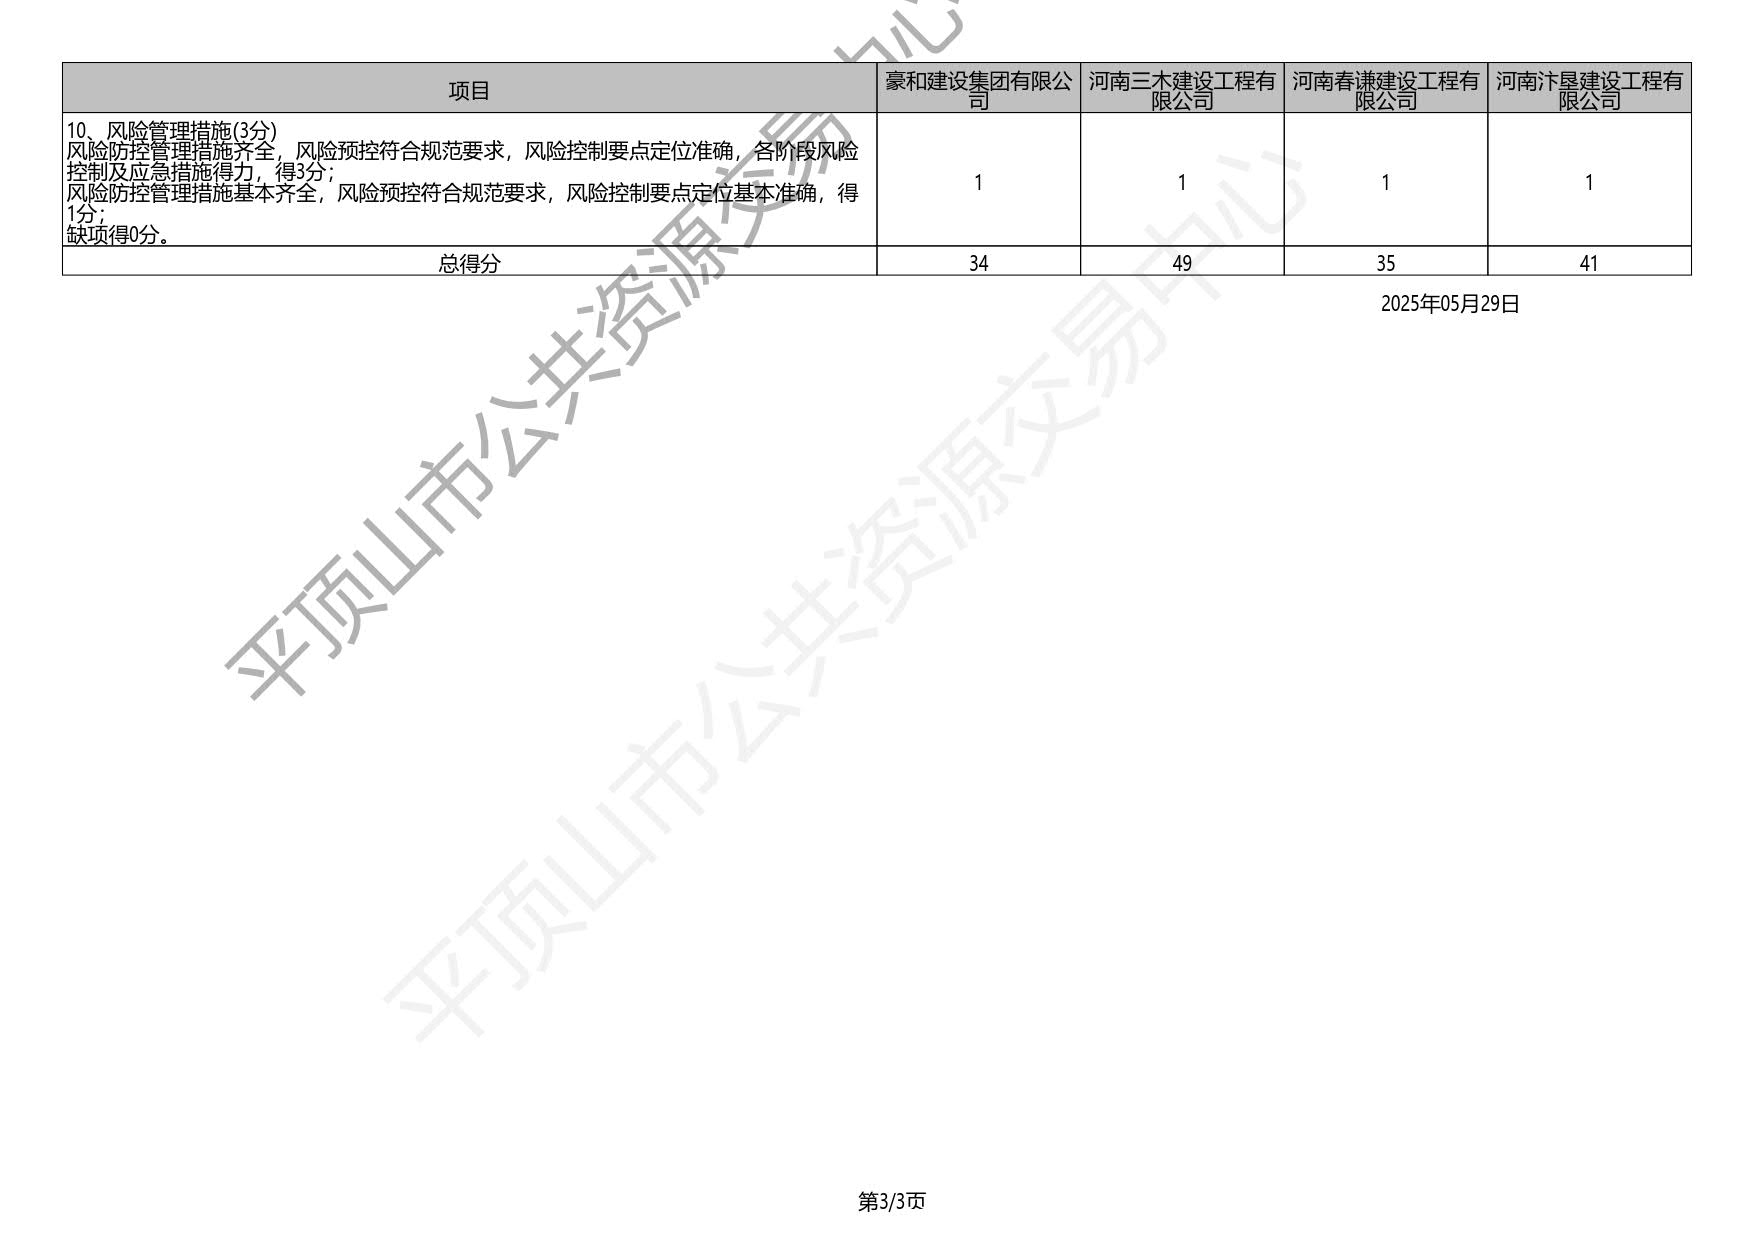 项目
豪和建设集团有限公
司
河南三木建设工程有
限公司
河南春谦建设工程有
限公司
河南汴垦建设工程有
限公司
10、风险管理措施(3分)
风险防控管理措施齐全，风险预控符合规范要求，风险控制要点定位准确，各阶段风险
控制及应急措施得力，得3分；
风险防控管理措施基本齐全，风险预控符合规范要求，风险控制要点定位基本准确，得
1分；
缺项得0分。
1
1
1
1
总得分
34
49
35
41
2025年05月29日
平顶山市公共资源交易中心
平顶山市公共资源交易中心
第3/3页